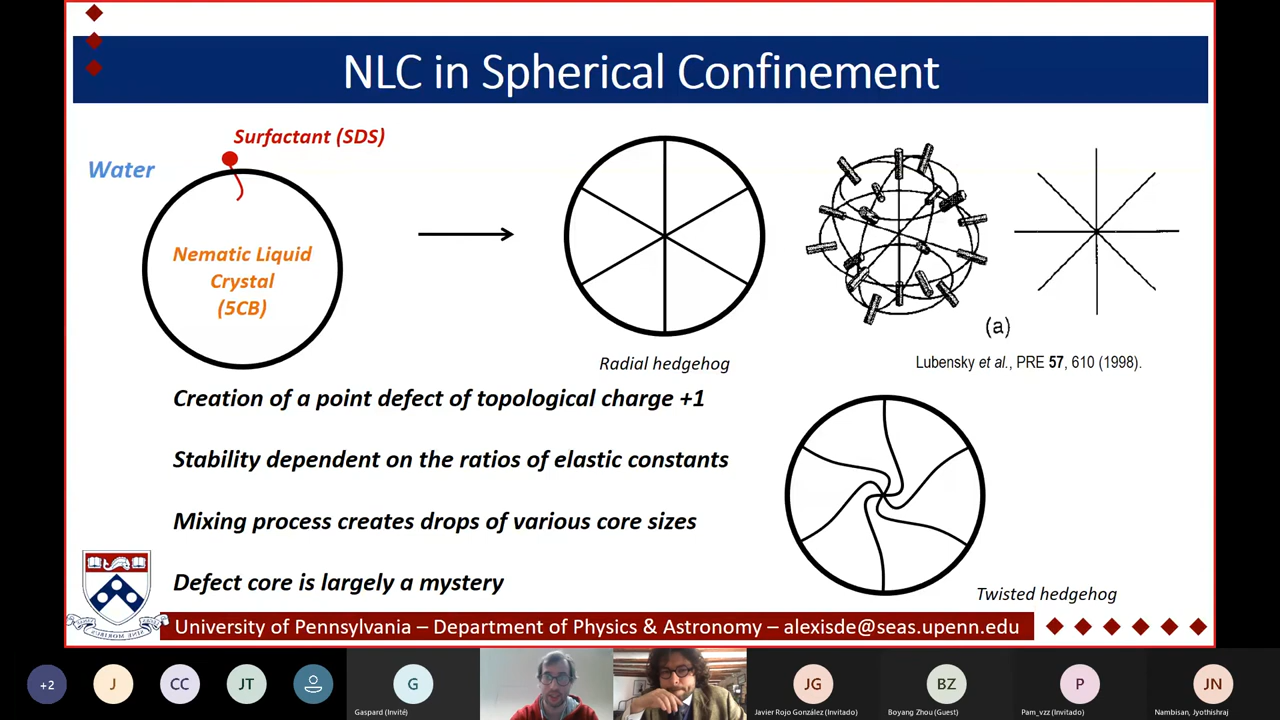 NLC in Spherical Confinement
Surfactant (SDS)
Water
Nematic Liquid
Crystal
(5CB)
Radial hedgehog
(a)
Lubensky et al., PRE 57, 610 (1998).
Creation of a point defect of topological charge +1
Stability dependent on the ratios of elastic constants
Mixing process creates drops of various core sizes
Defect core is largely a mystery
Twisted hedgehog
University of Pennsylvania – Department of Physics & Astronomy – alexisde@seas.upenn.edu
+2
J
CC
JT
G
Gaspard (Invité)
JG
Javier Rojo González (Invitado)
BZ
Boyang Zhou (Guest)
P
Pam_vzz (Invitado)
JN
Nambisan, Jyothishraj